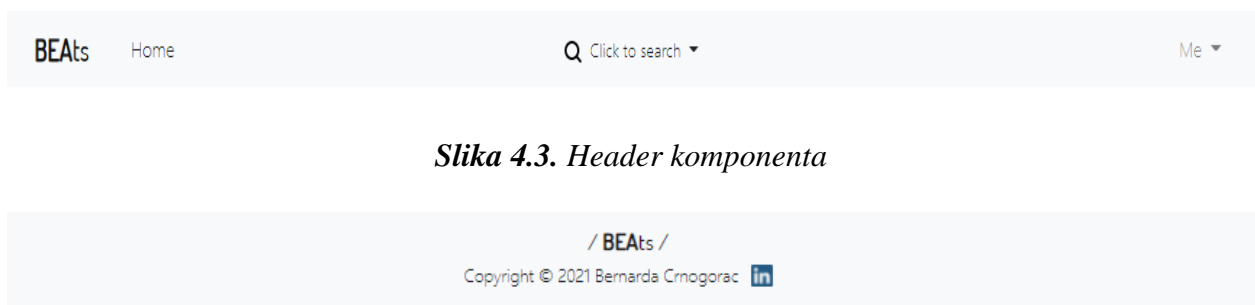 BEAts Home Click to search Me
Slika 4.3. Header komponenta
/ BEAts /
Copyright © 2021 Bernarda Crnogorac in